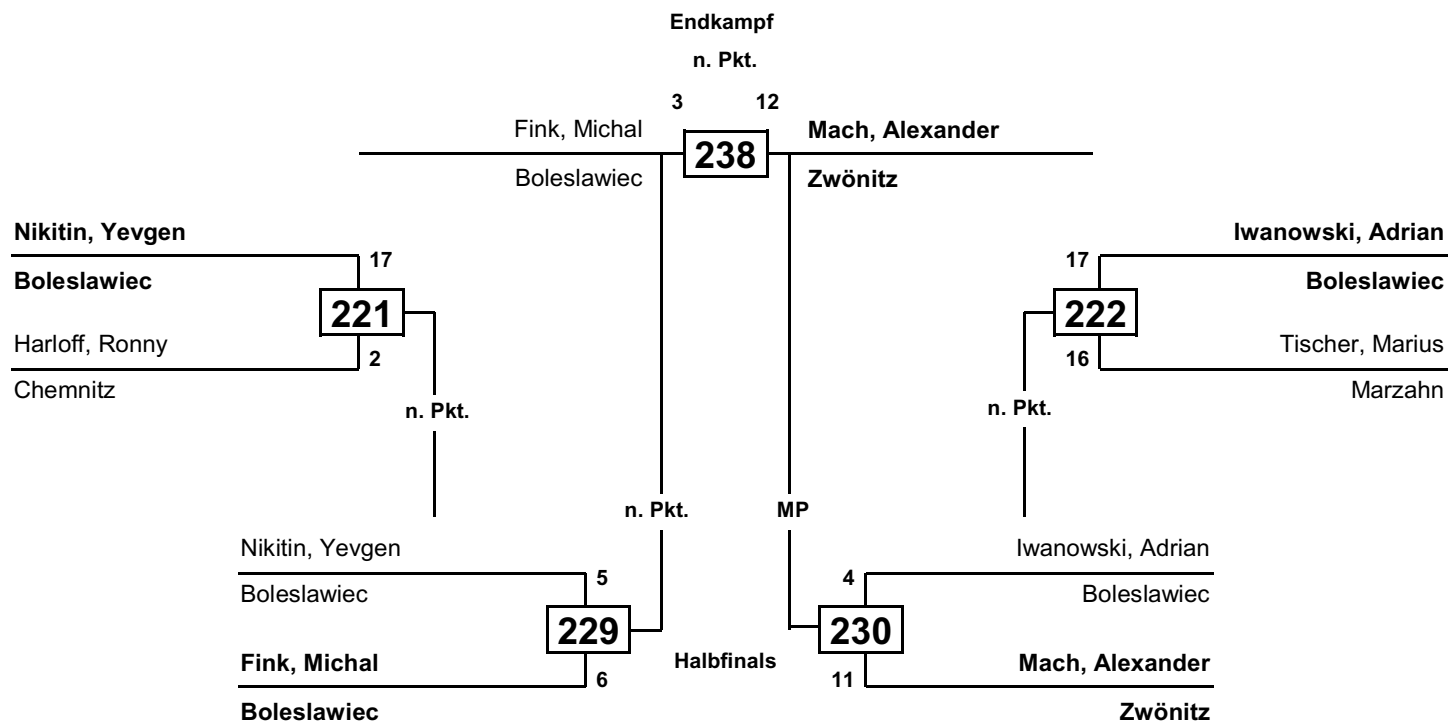 Endkampf
n. Pkt.
3 12
Fink, Michal 238 Mach, Alexander
Boleslawiec Zwönitz
Nikitin, Yevgen Iwanowski, Adrian
17 17
Boleslawiec Boleslawiec
221 222
Harloff, Ronny Tischer, Marius
2 16
Chemnitz Marzahn
n. Pkt. n. Pkt.
n. Pkt. MP
Nikitin, Yevgen Iwanowski, Adrian
5 4
Boleslawiec Boleslawiec
229 230
Fink, Michal Halbfinals Mach, Alexander
6 11
Boleslawiec Zwönitz